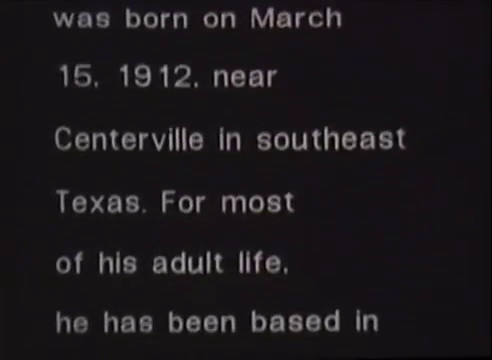 was born on March
15, 1912, near
Centerville in southeast
Texas. For most
of his adult life,
he has been based in